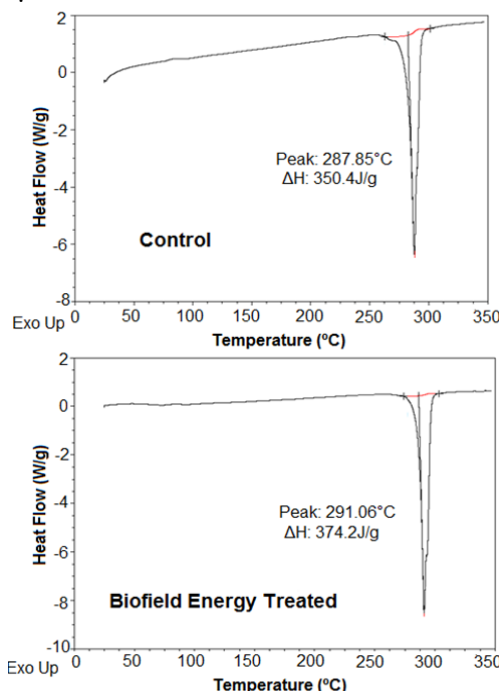 2
0
-2
-4
-6
-8
Heat Flow (W/g)
Peak: 287.85°C
ΔH: 350.4J/g
Control
0 50 100 150 200 250 300 350
Exo Up
Temperature (ºC)
2
0
-2
-4
-6
-8
-10
Heat Flow (W/g)
Peak: 291.06°C
ΔH: 374.2J/g
Biofield Energy Treated
0 50 100 150 200 250 300 350
Exo Up
Temperature (ºC)